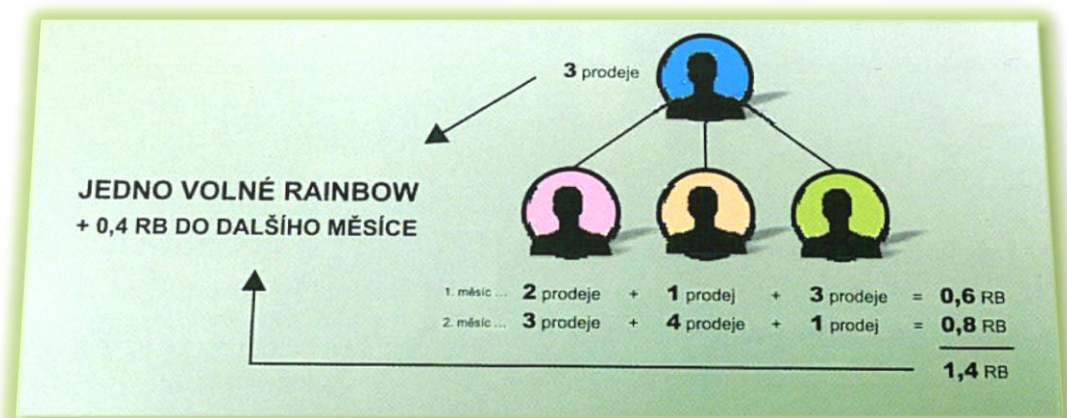 3 prodeje
JEDNO VOLNÉ RAINBOW
+ 0,4 RB DO DALŠÍHO MĚSÍCE
1. měsíc ... 2 prodeje + 1 prodej + 3 prodeje = 0,6 RB
2. měsíc ... 3 prodeje + 4 prodeje + 1 prodej = 0,8 RB
1,4 RB